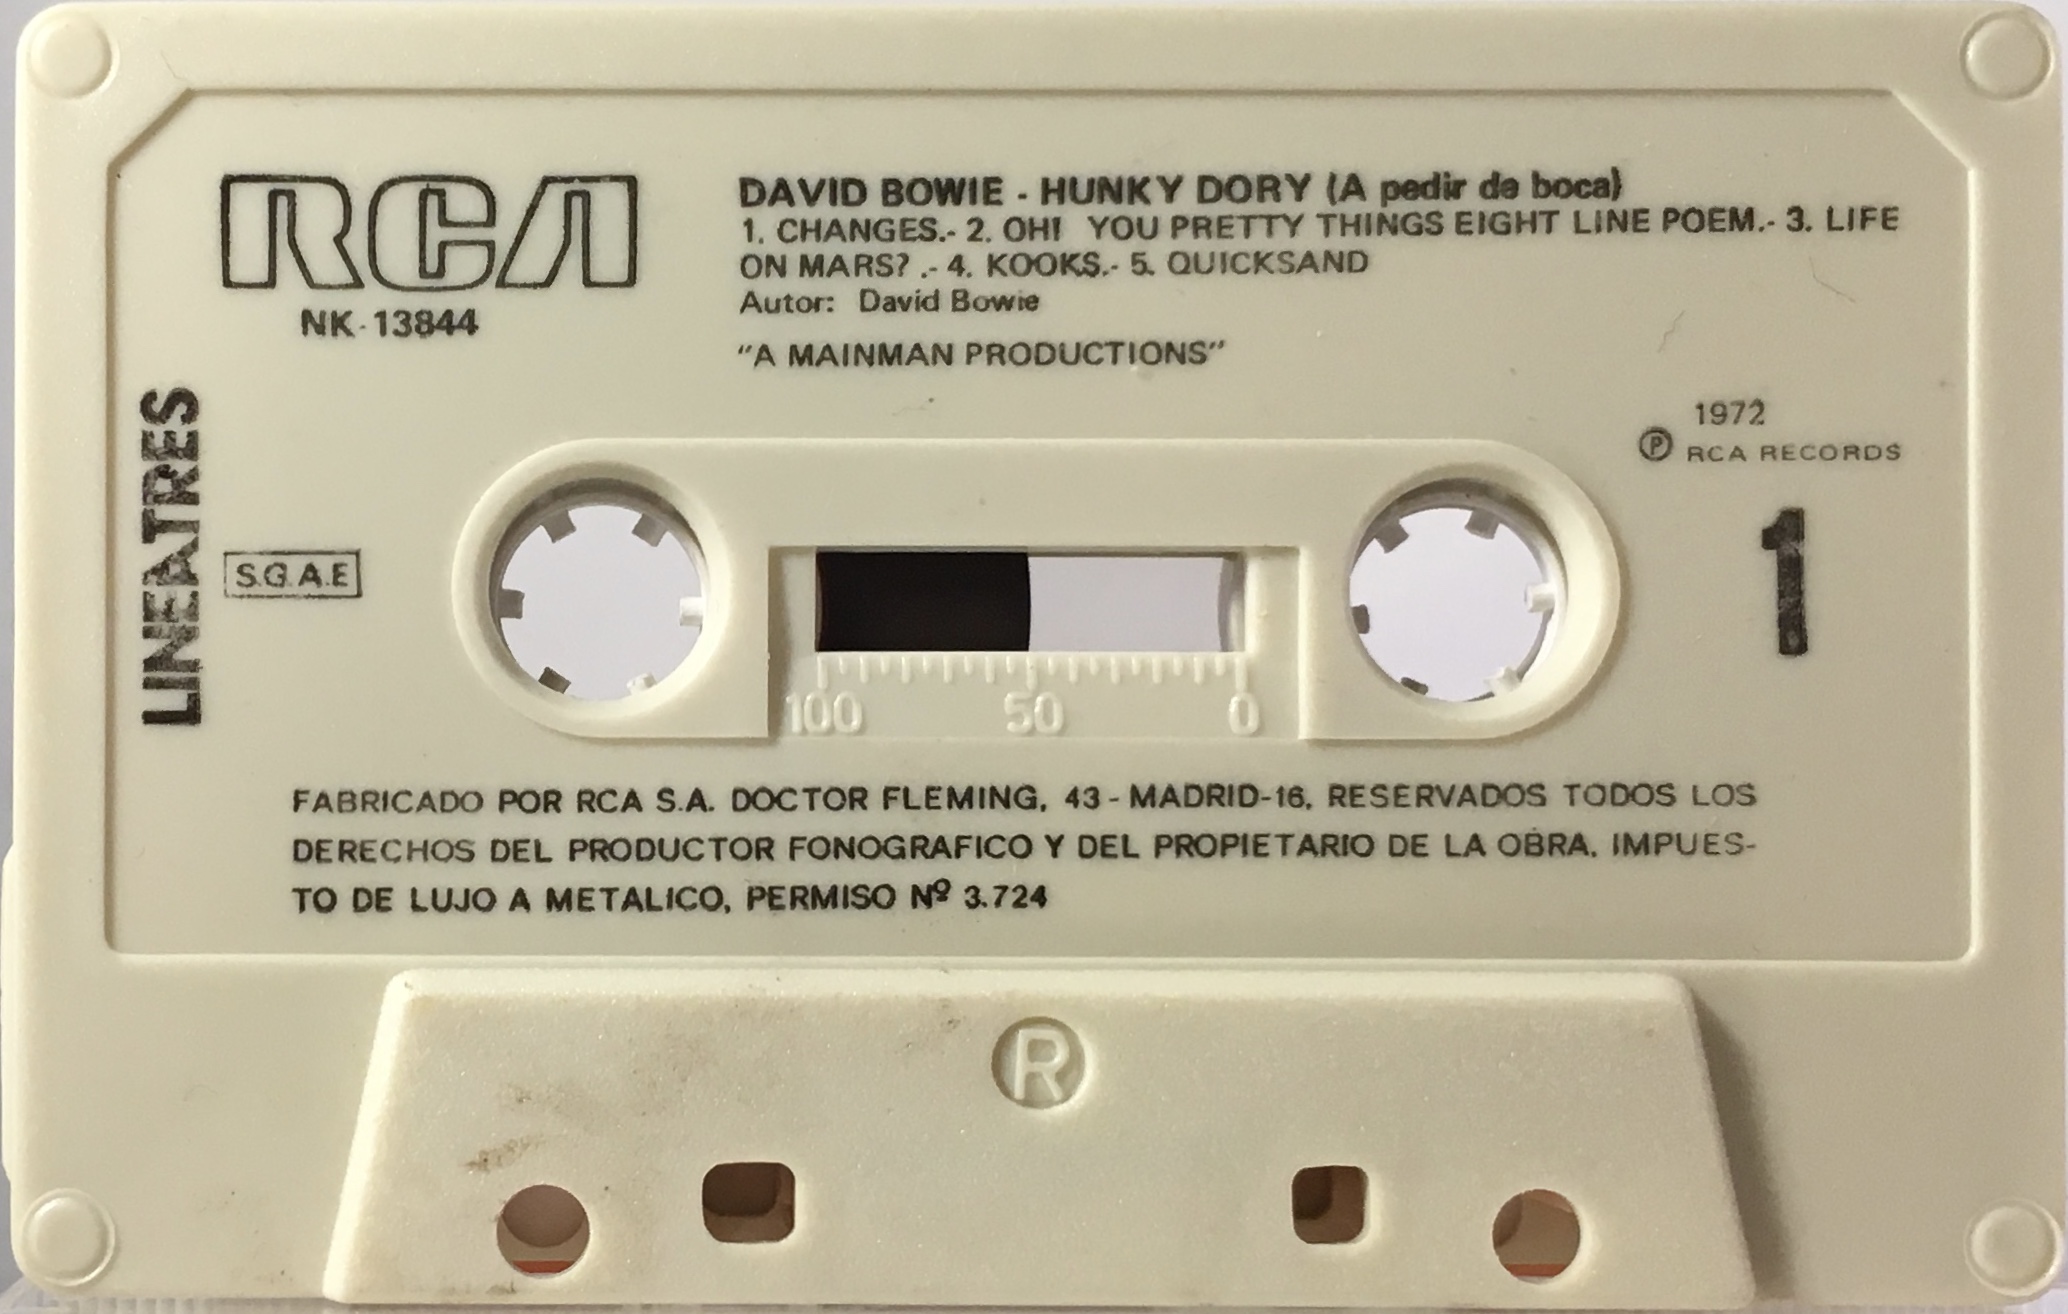 RCA
NK-13844
DAVID BOWIE - HUNKY DORY (A pedir de boca)
1. CHANGES.- 2. OH! YOU PRETTY THINGS EIGHT LINE POEM.- 3. LIFE
ON MARS? .- 4. KOOKS.- 5. QUICKSAND
Autor: David Bowie
"A MAINMAN PRODUCTIONS"
1972
Ⓟ RCA RECORDS
LINEATRES
S.G.A.E
1
100 50 0
FABRICADO POR RCA S.A. DOCTOR FLEMING, 43 - MADRID-16. RESERVADOS TODOS LOS
DERECHOS DEL PRODUCTOR FONOGRAFICO Y DEL PROPIETARIO DE LA OBRA. IMPUES-
TO DE LUJO A METALICO, PERMISO Nº 3.724
R